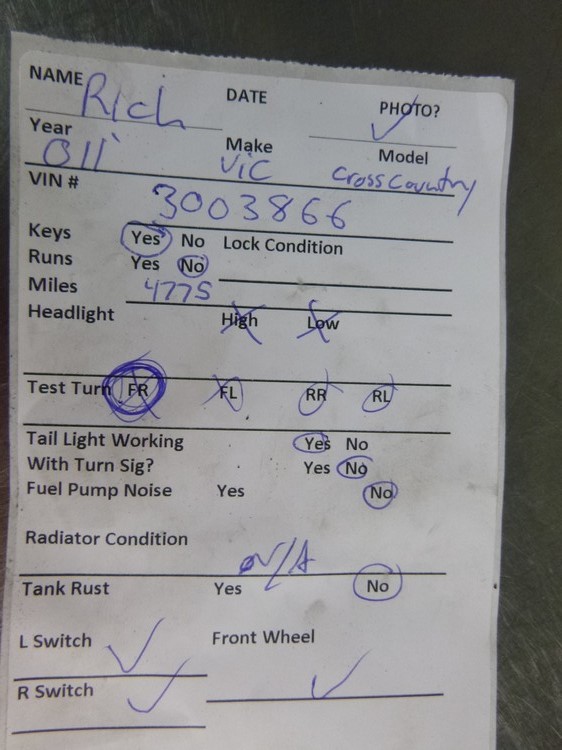 NAME Rich DATE PHOTO? ✓
Year 011 Make Vic Model Cross Country
VIN # 3003866
Keys Yes No Lock Condition
Runs Yes No
Miles 4775
Headlight High Low
Test Turn FR FL RR RL
Tail Light Working Yes No
With Turn Sig? Yes No
Fuel Pump Noise Yes No
Radiator Condition N/A
Tank Rust Yes No
L Switch ✓ Front Wheel ✓
R Switch ✓